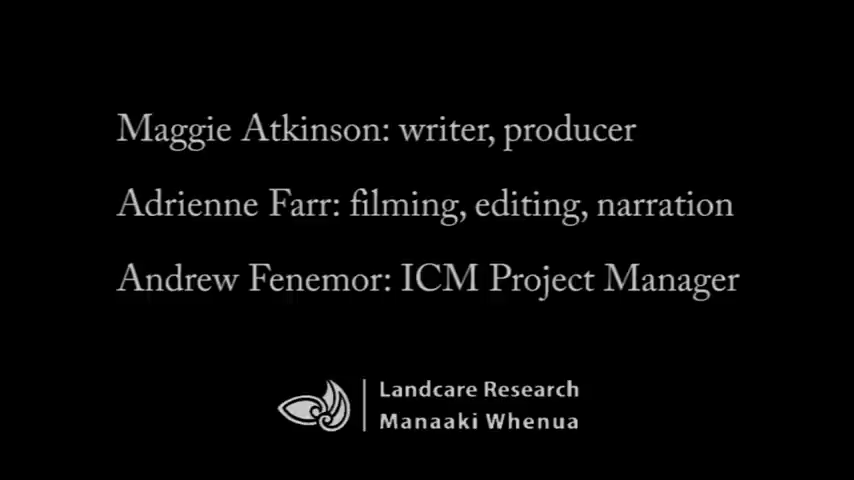 Maggie Atkinson: writer, producer
Adrienne Farr: filming, editing, narration
Andrew Fenemor: ICM Project Manager
Landcare Research
Manaaki Whenua